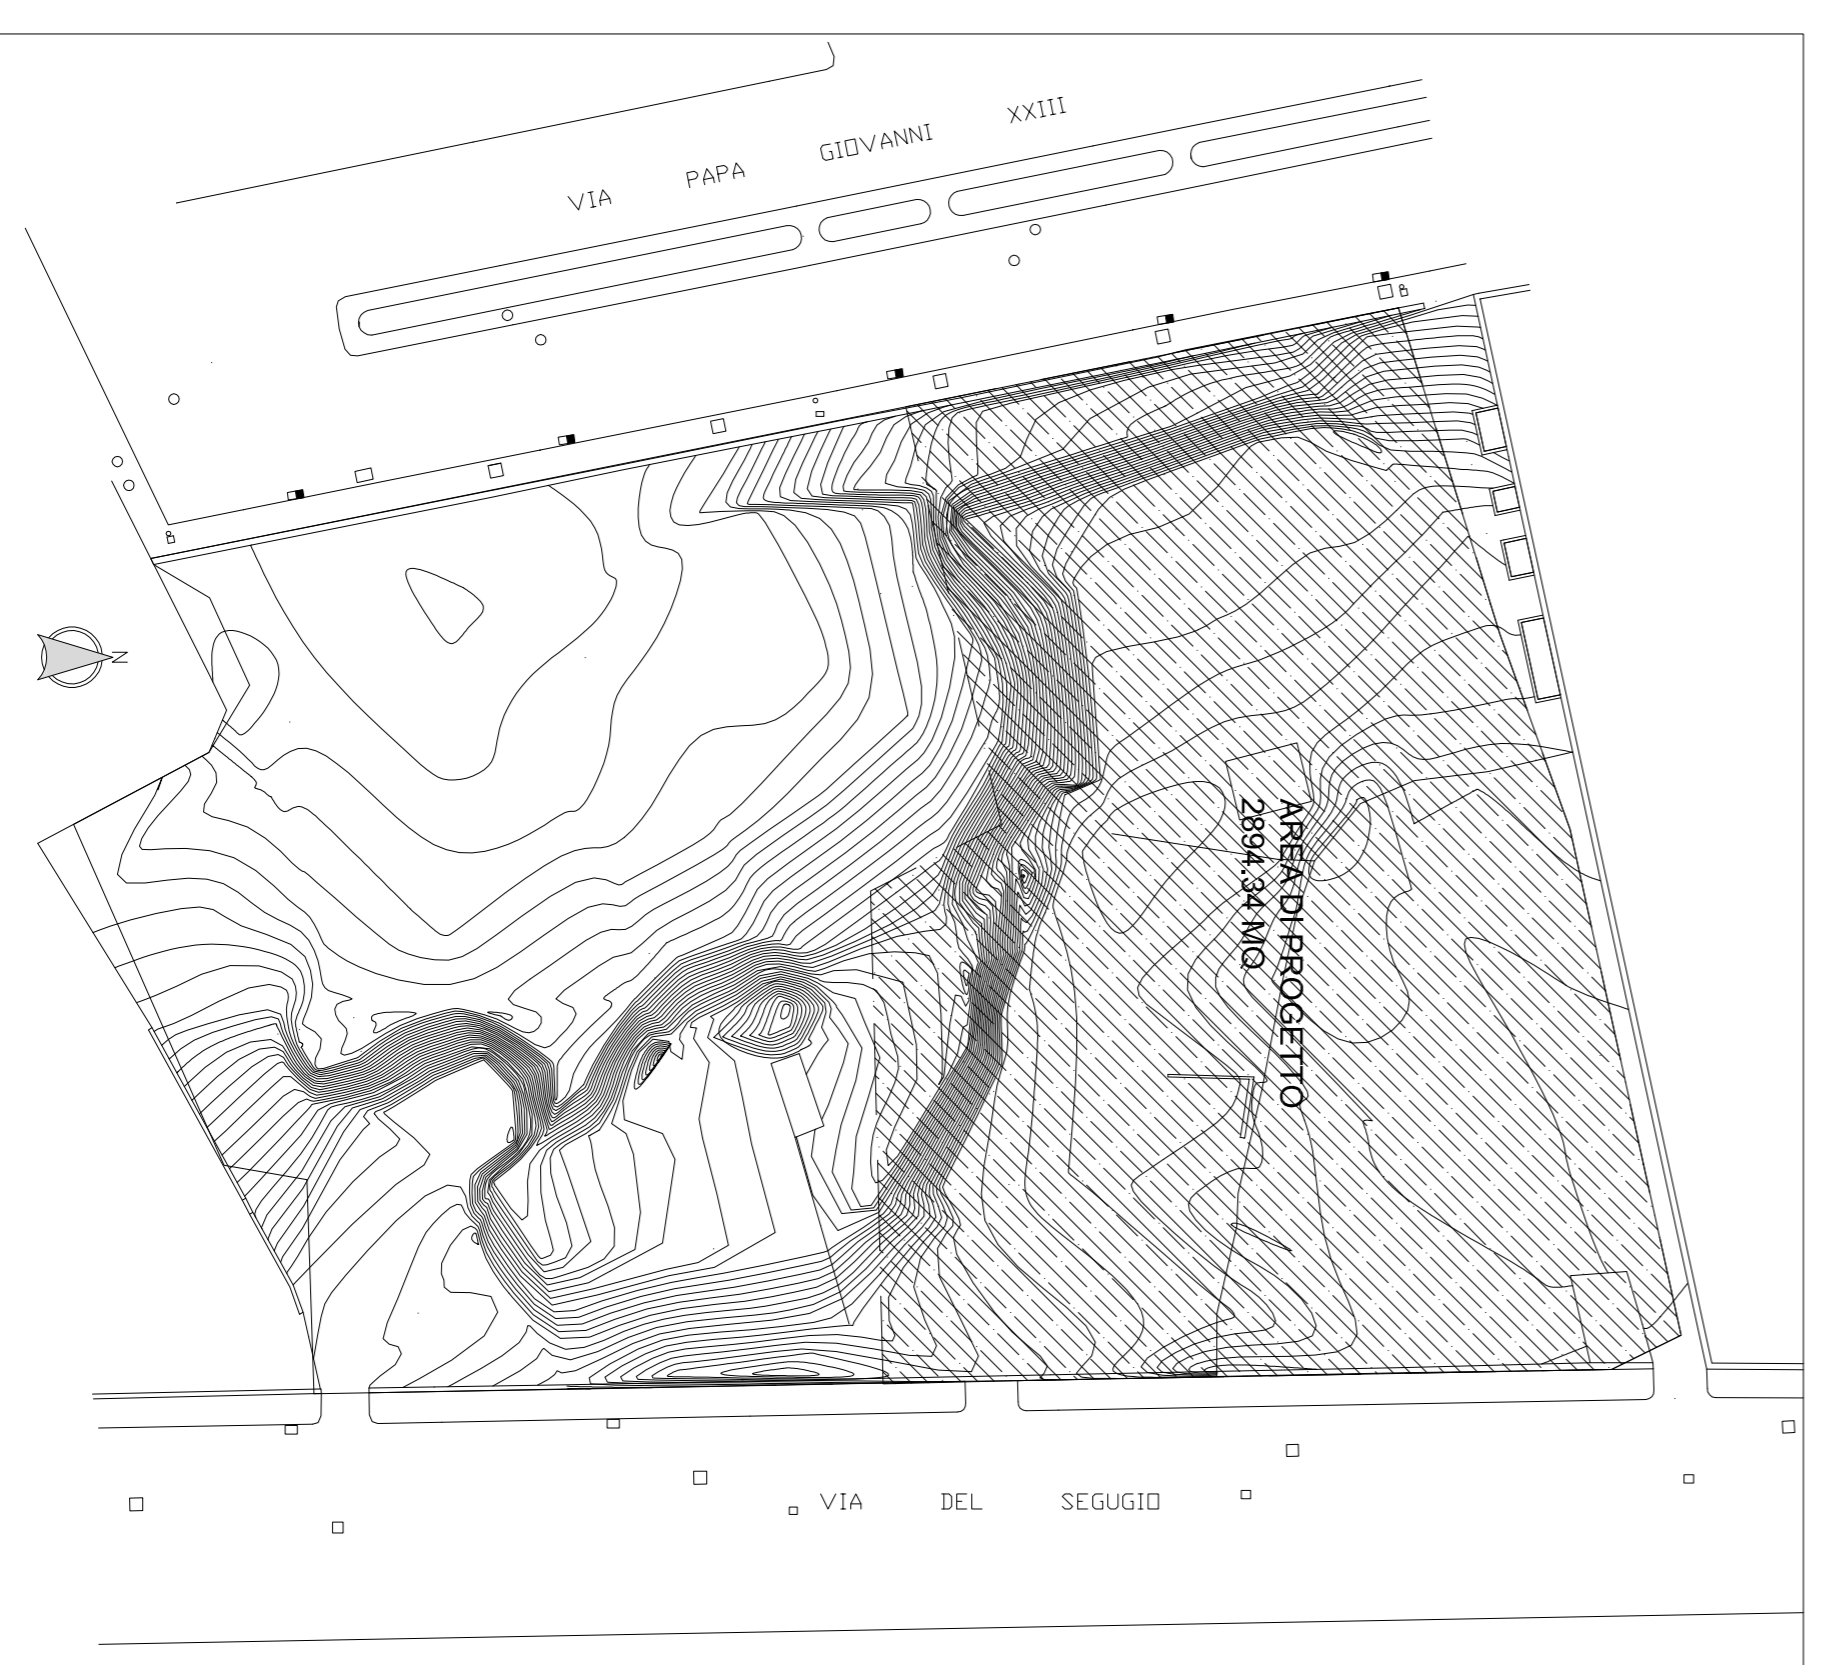 VIA PAPA GIOVANNI XXIII
N
AREA DI PROGETTO
2894.34 MQ
VIA DEL SEGUGIO